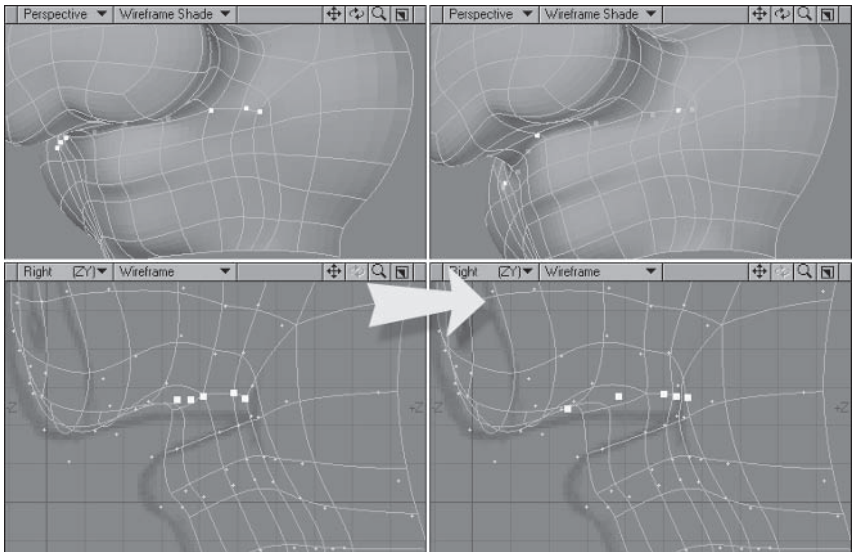 Perspective Wireframe Shade
Perspective Wireframe Shade
Right (ZY) Wireframe
Right (ZY) Wireframe
-Z
+Z
-Z
+Z